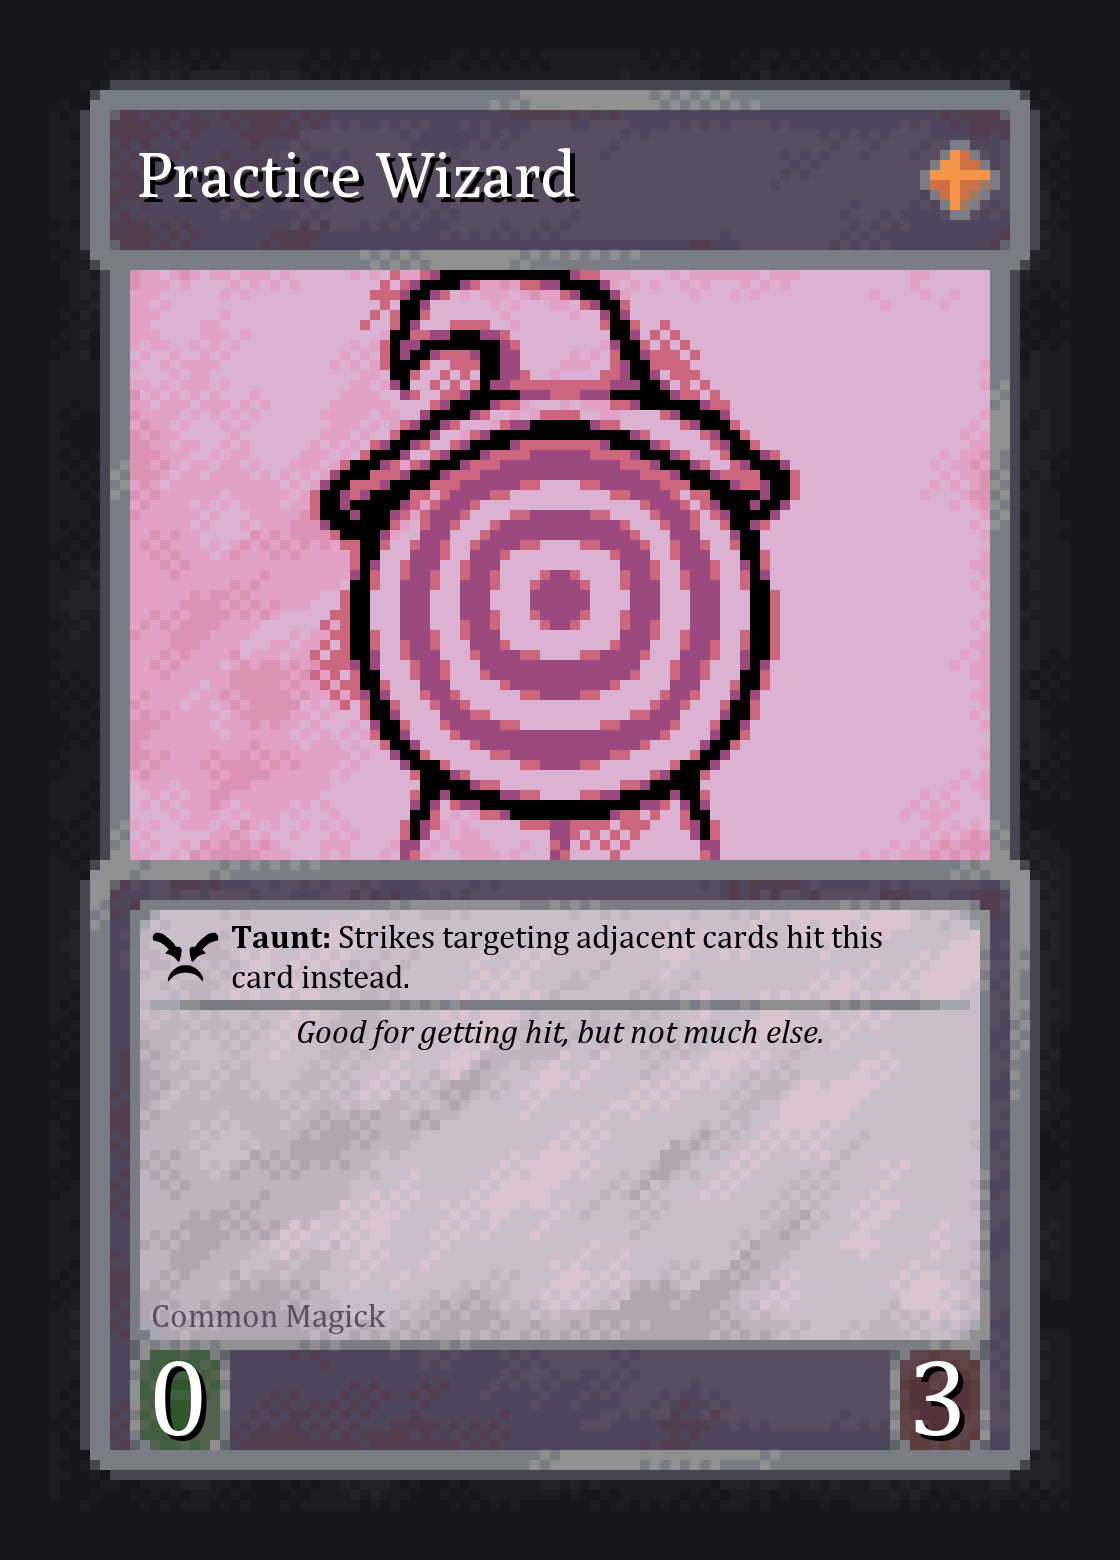 Practice Wizard
Taunt: Strikes targeting adjacent cards hit this
card instead.
Good for getting hit, but not much else.
Common Magick
0
3